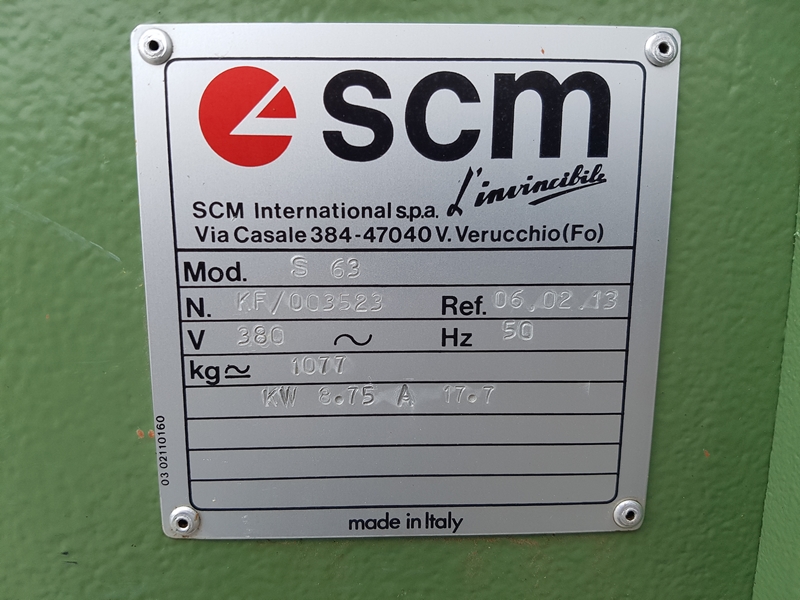 scm
L'invincibile
SCM International s.p.a.
Via Casale 384-47040 V. Verucchio (Fo)
Mod. S 63
N. KF/003523 Ref. 06.02.13
V 380 ~ Hz 50
kg≃ 1077
KW 8.75 A 17.7
03 02110160
made in Italy